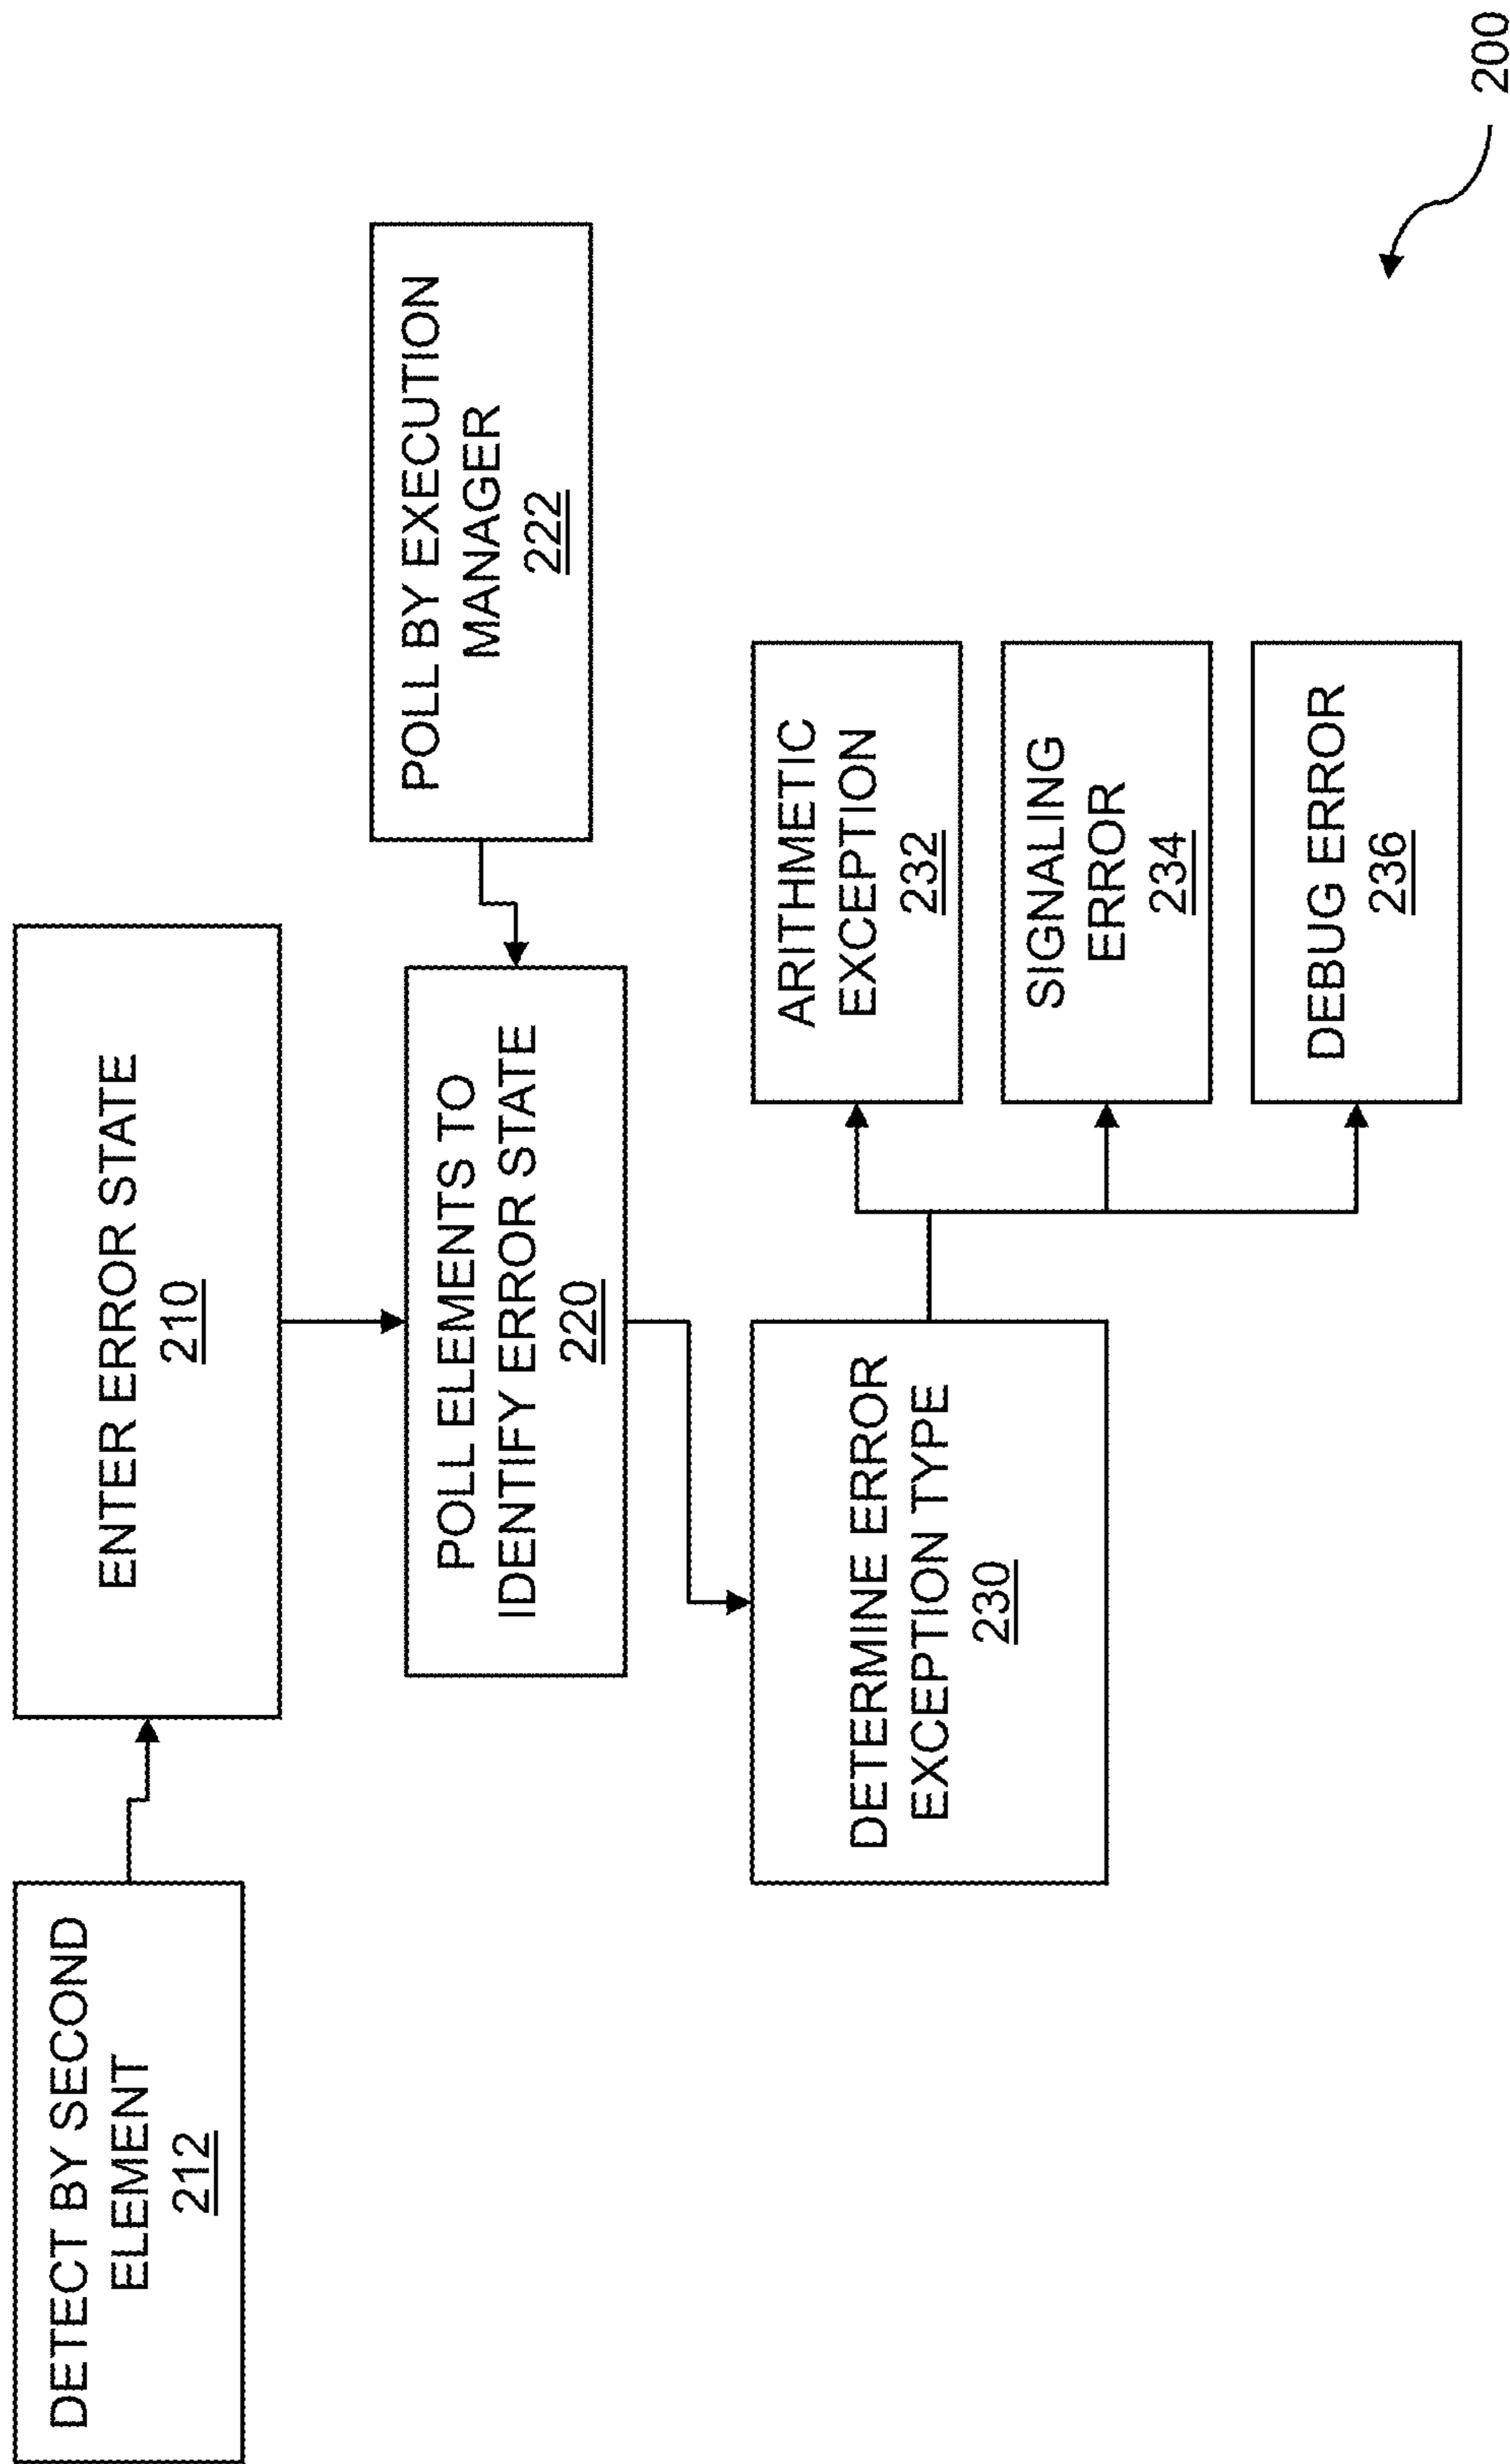 DETECT BY SECOND
ELEMENT
212
ENTER ERROR STATE
210
POLL BY EXECUTION
MANAGER
222
POLL ELEMENTS TO
IDENTIFY ERROR STATE
220
DETERMINE ERROR
EXCEPTION TYPE
230
ARITHMETIC
EXCEPTION
232
SIGNALING
ERROR
234
DEBUG ERROR
236
200